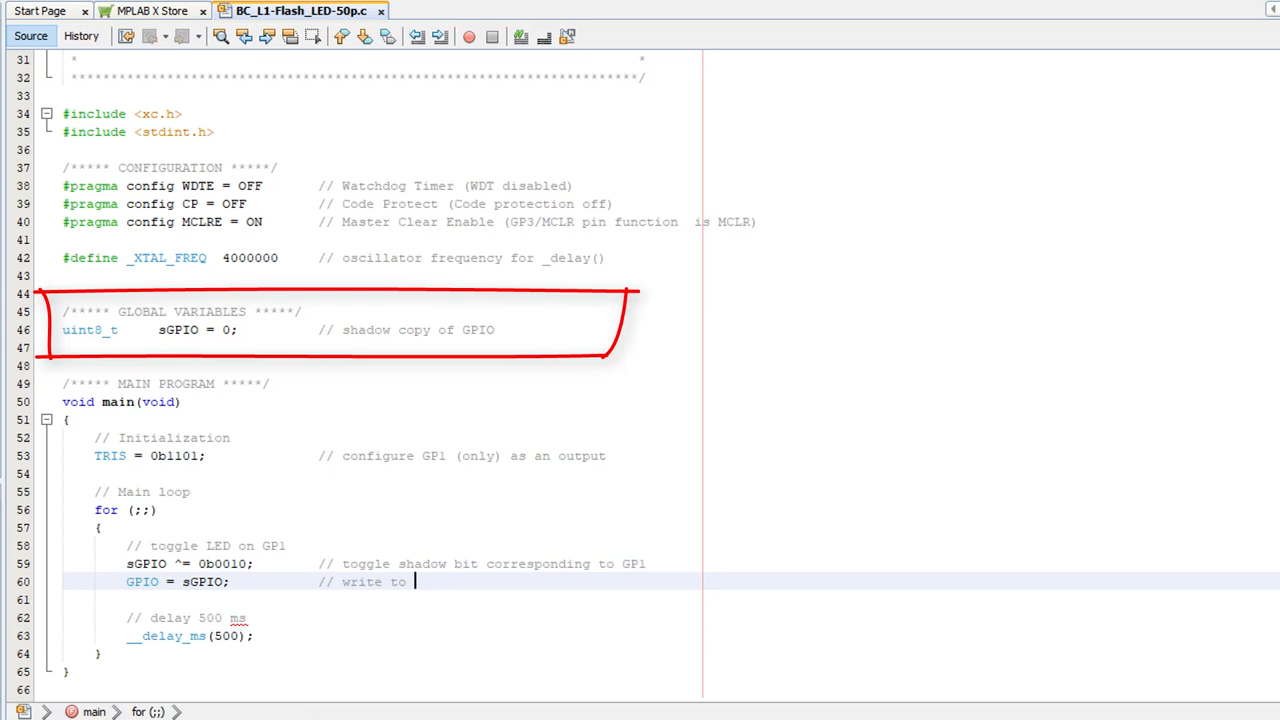 Start Page MPLAB X Store BC_L1-Flash_LED-50p.c
Source History
31 * *
32 ***********************************************************************/
33
34 #include <xc.h>
35 #include <stdint.h>
36
37 /***** CONFIGURATION *****/
38 #pragma config WDTE = OFF // Watchdog Timer (WDT disabled)
39 #pragma config CP = OFF // Code Protect (Code protection off)
40 #pragma config MCLRE = ON // Master Clear Enable (GP3/MCLR pin function is MCLR)
41
42 #define _XTAL_FREQ 4000000 // oscillator frequency for _delay()
43
44
45 /***** GLOBAL VARIABLES *****/
46 uint8_t sGPIO = 0; // shadow copy of GPIO
47
48
49 /***** MAIN PROGRAM *****/
50 void main(void)
51 {
52 // Initialization
53 TRIS = 0b1101; // configure GP1 (only) as an output
54
55 // Main loop
56 for (;;)
57 {
58 // toggle LED on GP1
59 sGPIO ^= 0b0010; // toggle shadow bit corresponding to GP1
60 GPIO = sGPIO; // write to
61
62 // delay 500 ms
63 __delay_ms(500);
64 }
65 }
66
main for (;;)